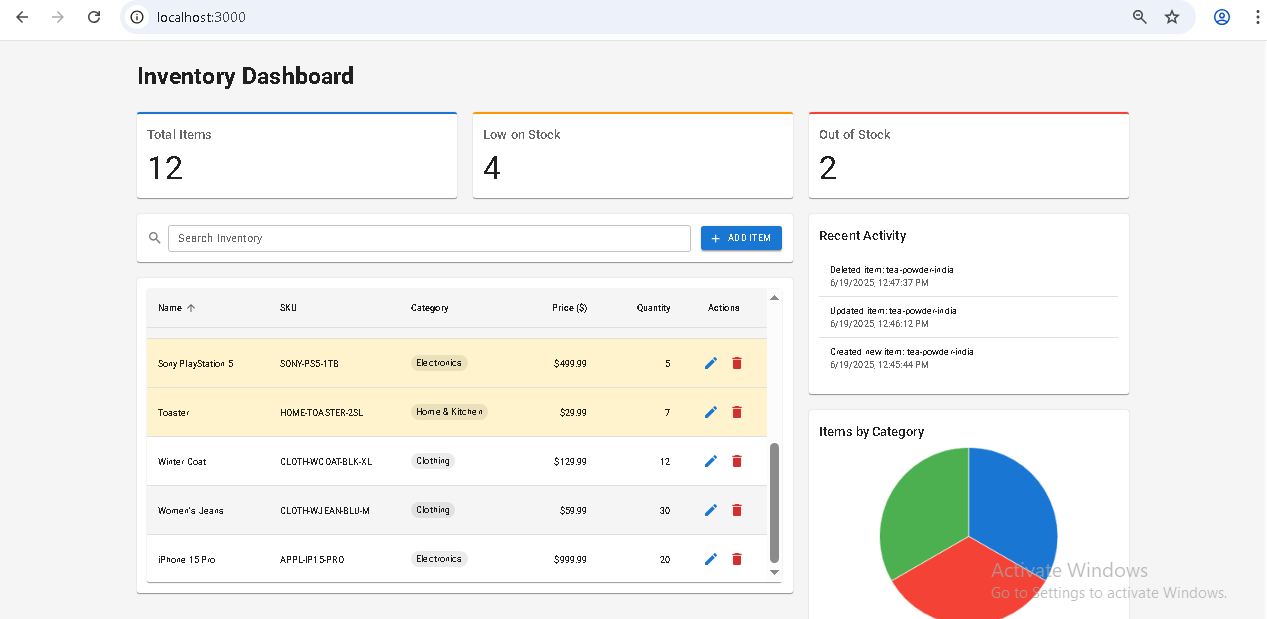 localhost:3000
Inventory Dashboard
Total Items
12
Low on Stock
4
Out of Stock
2
Search Inventory
+ ADD ITEM
Name SKU Category Price ($) Quantity Actions
Sony PlayStation 5 SONY-PS5-1TB Electronics $499.99 5
Toaster HOME-TOASTER-2SL Home & Kitchen $29.99 7
Winter Coat CLOTH-WCOAT-BLK-XL Clothing $129.99 12
Women's Jeans CLOTH-WJEAN-BLU-M Clothing $59.99 30
iPhone 15 Pro APPL-IP15-PRO Electronics $999.99 20
Recent Activity
Deleted item: tea-powder-india
6/19/2025, 12:47:37 PM
Updated item: tea-powder-india
6/19/2025, 12:46:12 PM
Created new item: tea-powder-india
6/19/2025, 12:45:44 PM
Items by Category
Activate Windows
Go to Settings to activate Windows.